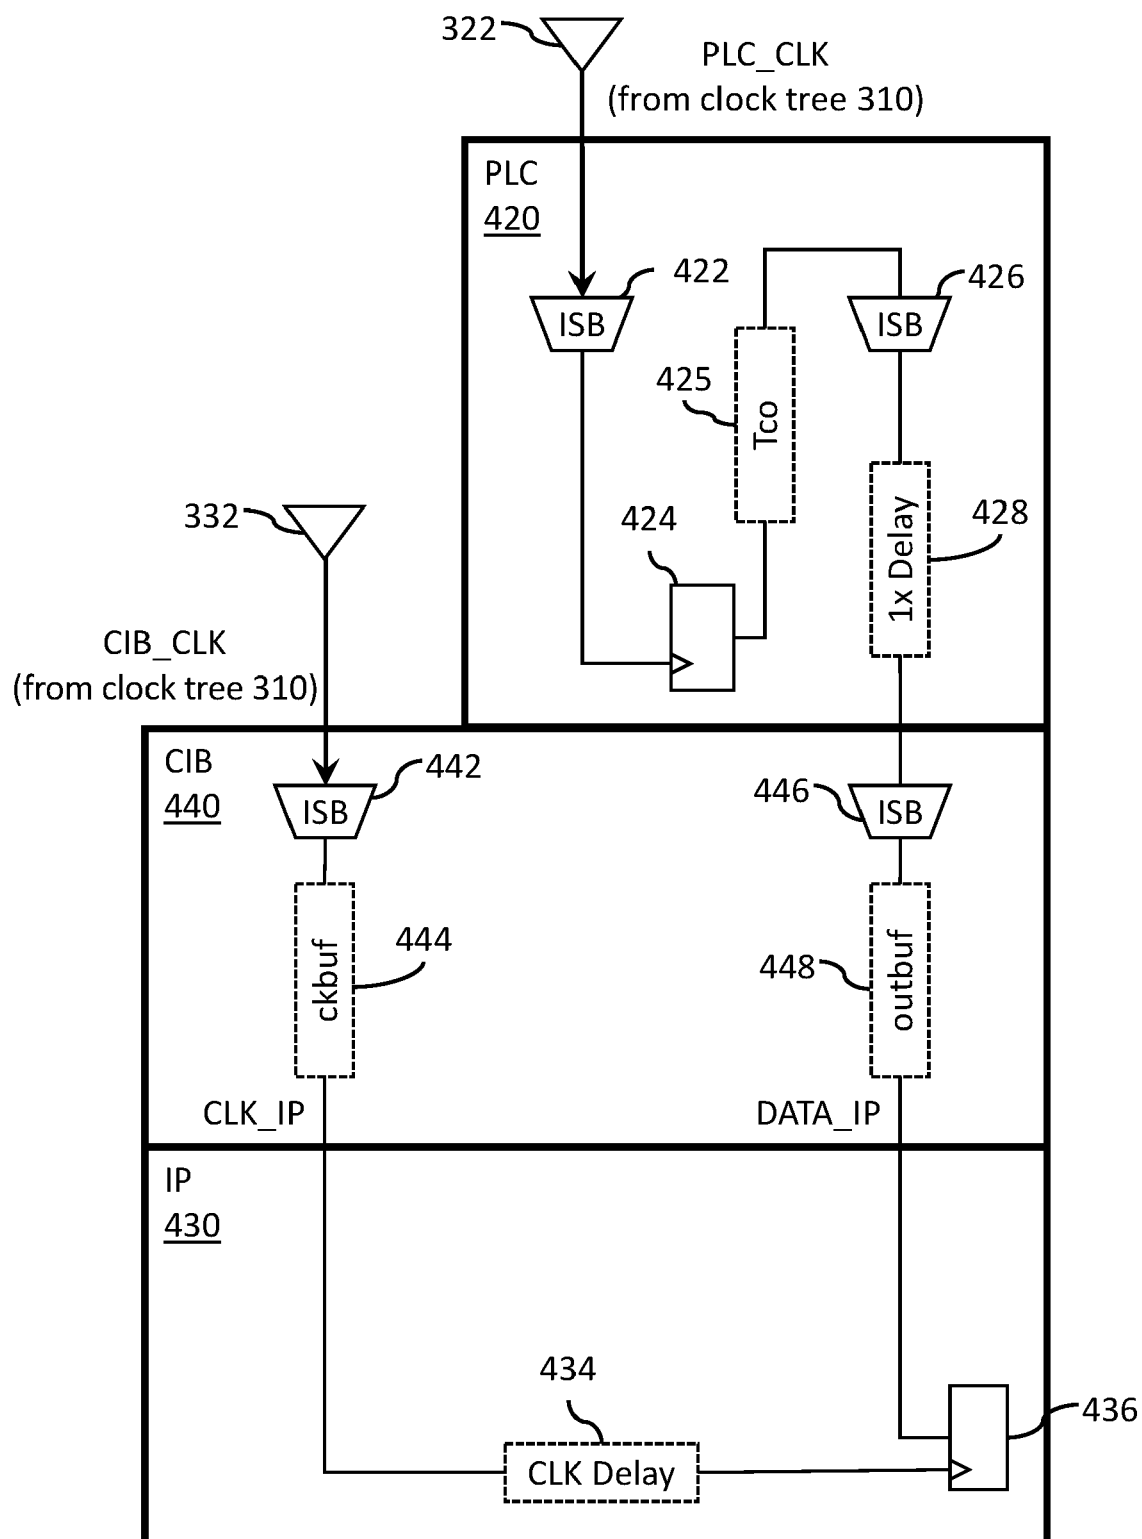 322
PLC_CLK
(from clock tree 310)
PLC
420
422
426
ISB
ISB
425
Tco
424
1x Delay
428
332
CIB_CLK
(from clock tree 310)
CIB
440
442
446
ISB
ISB
ckbuf
444
448
outbuf
CLK_IP
DATA_IP
IP
430
434
436
CLK Delay